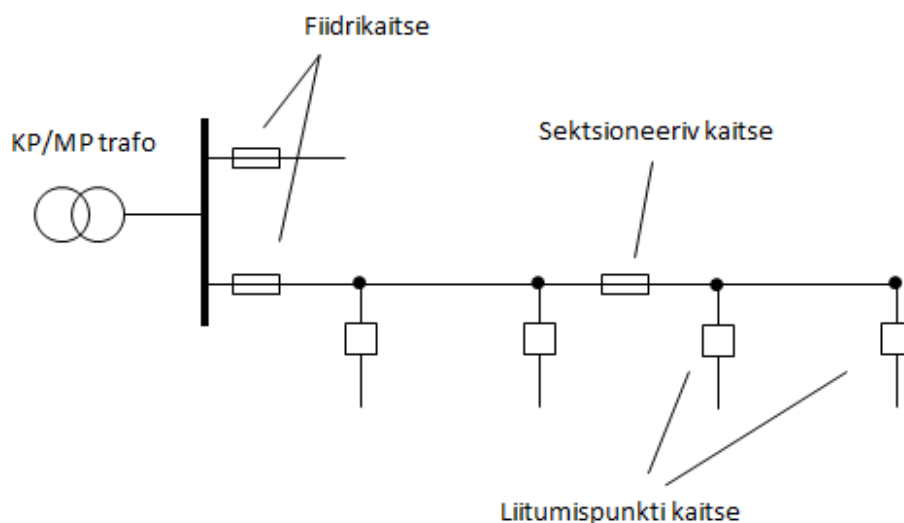 Fiidrikaitse
KP/MP trafo
Sektsioneeriv kaitse
Liitumispunkti kaitse